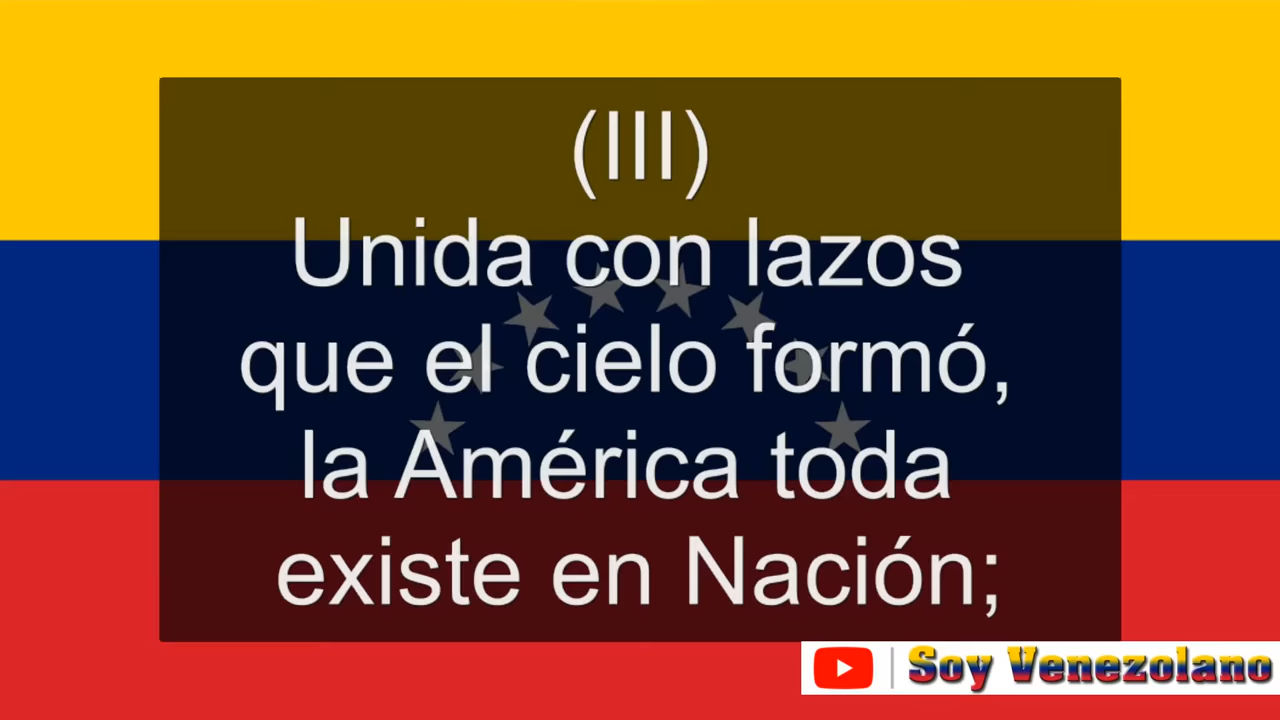 (III)
Unida con lazos
que el cielo formó,
la América toda
existe en Nación;
Soy Venezolano